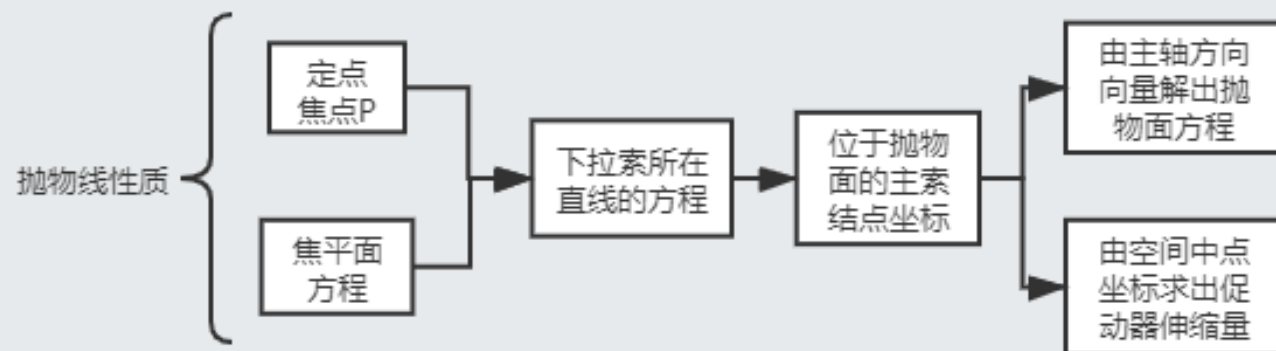 抛物线性质
定点
焦点P
焦平面
方程
下拉索所在
直线的方程
位于抛物
面的主索
结点坐标
由主轴方向
向量解出抛
物面方程
由空间中点
坐标求出促
动器伸缩量